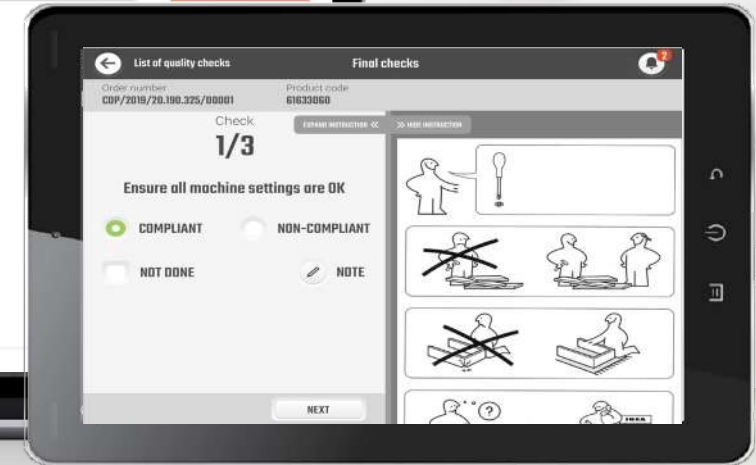 List of quality checks
Final checks
2
Order number
COP/2019/20.190.325/00001
Product code
61633060
Check
1/3
EXPAND INSTRUCTION <<
>> HIDE INSTRUCTION
Ensure all machine settings are OK
COMPLIANT
NON-COMPLIANT
NOT DONE
NOTE
NEXT
?
IKEA